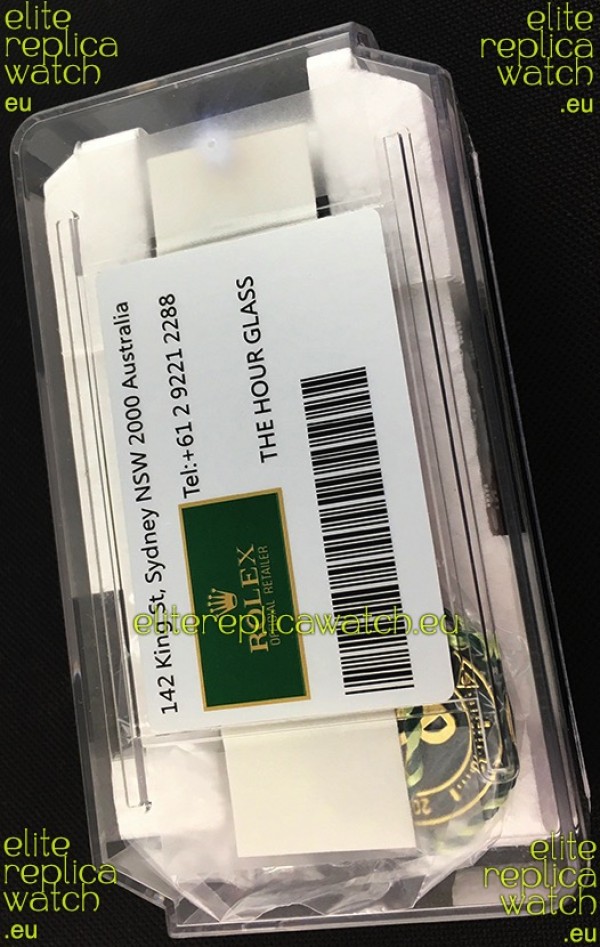 elite
replica
watch
.eu
elite
replica
watch
.eu
142 King St, Sydney NSW 2000 Australia
Tel:+61 2 9221 2288
THE HOUR GLASS
ROLEX
OFFICIAL RETAILER
elitereplicawatch.eu
elite
replica
watch
.eu
elite
replica
watch
.eu